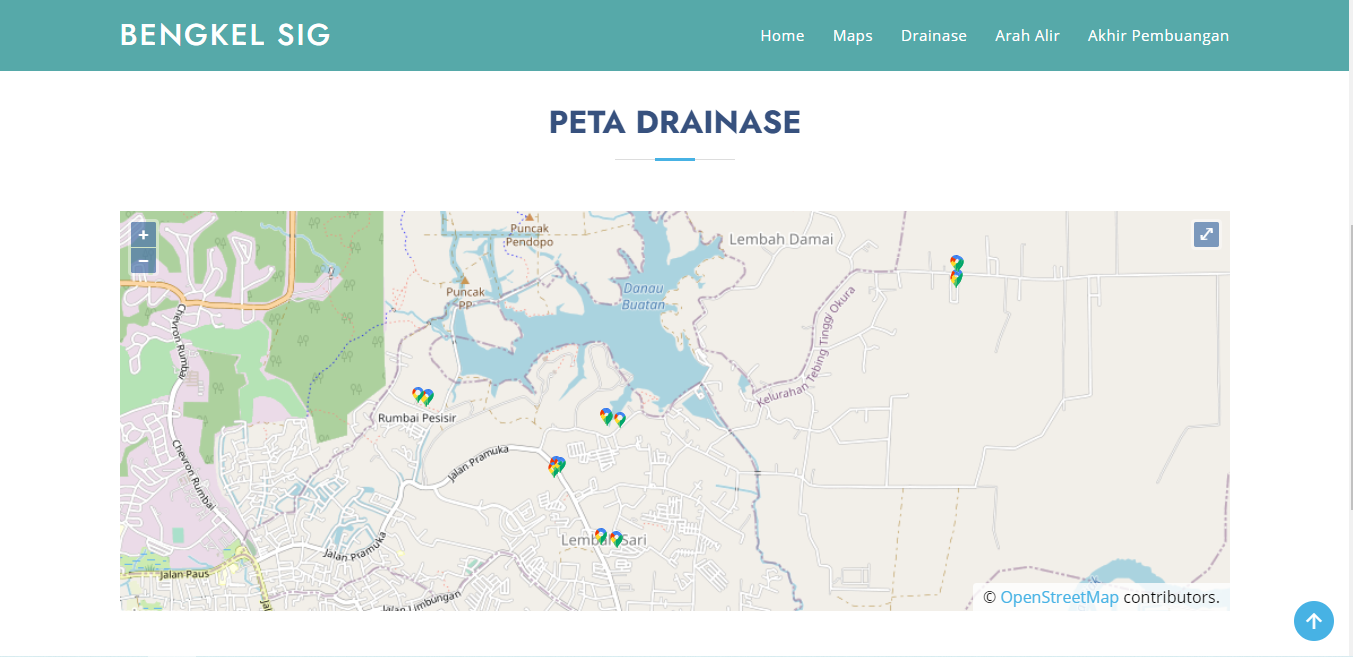 BENGKEL SIG
Home Maps Drainase Arah Alir Akhir Pembuangan
PETA DRAINASE
+
−
Puncak
Pendopo
Lembah Damai
Puncak
PP
Danau
Buatan
Chevron Rumbai
Kelurahan Tebing Tinggi Okura
Rumbai Pesisir
Jalan Pramuka
Chevron Rumbai
Lembah Sari
Jalan Pramuka
Jalan Paus
Jalan Limbungan
© OpenStreetMap contributors.